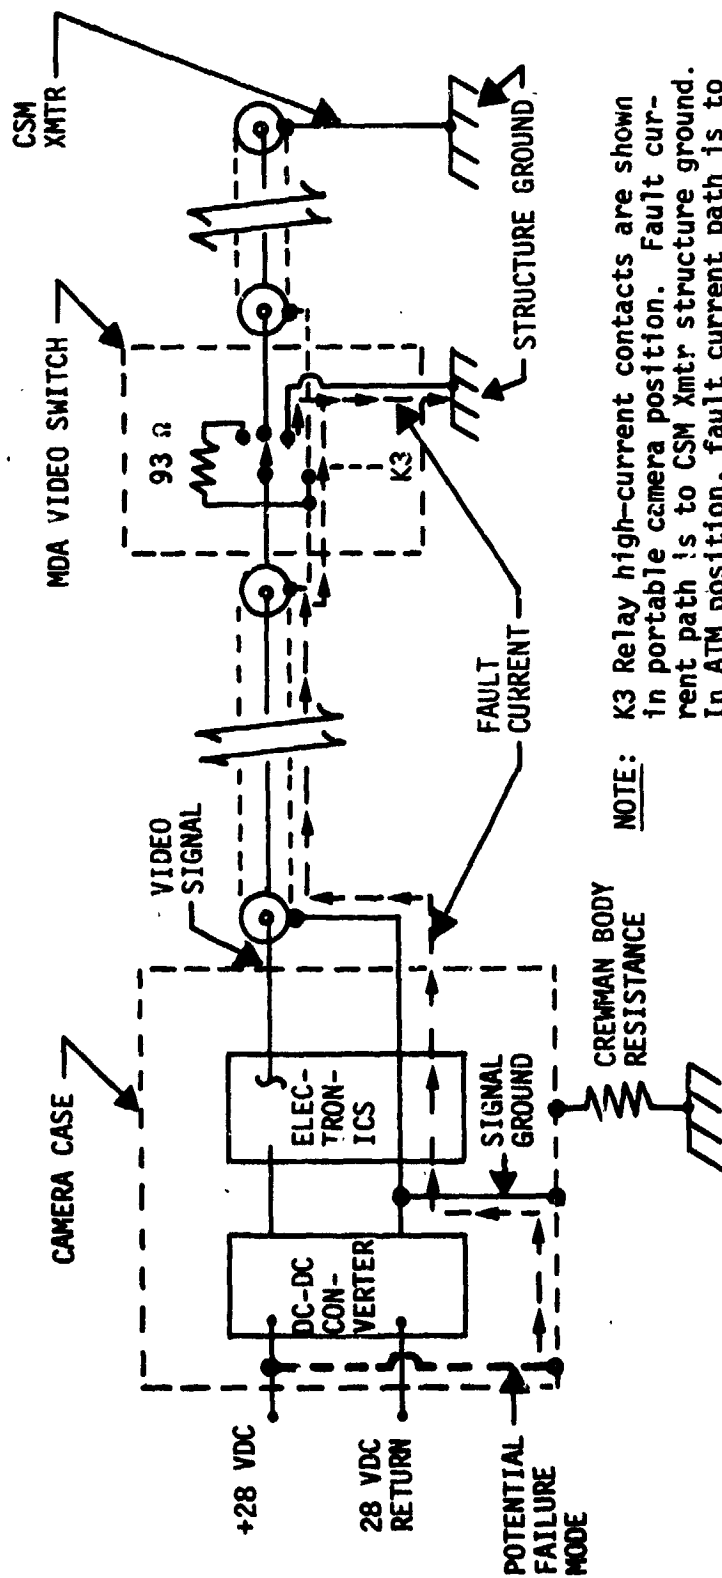 CSM
XMTR
MDA VIDEO SWITCH
93 Ω
K3
STRUCTURE GROUND
VIDEO
SIGNAL
FAULT
CURRENT
CAMERA CASE
ELEC-
TRON-
ICS
DC-DC
CON-
VERTER
SIGNAL
GROUND
CREWMAN BODY
RESISTANCE
+28 VDC
28 VDC
RETURN
POTENTIAL
FAILURE
MODE
NOTE: K3 Relay high-current contacts are shown
in portable camera position. Fault cur-
rent path is to CSM Xmtr structure ground.
In ATM position, fault current path is to